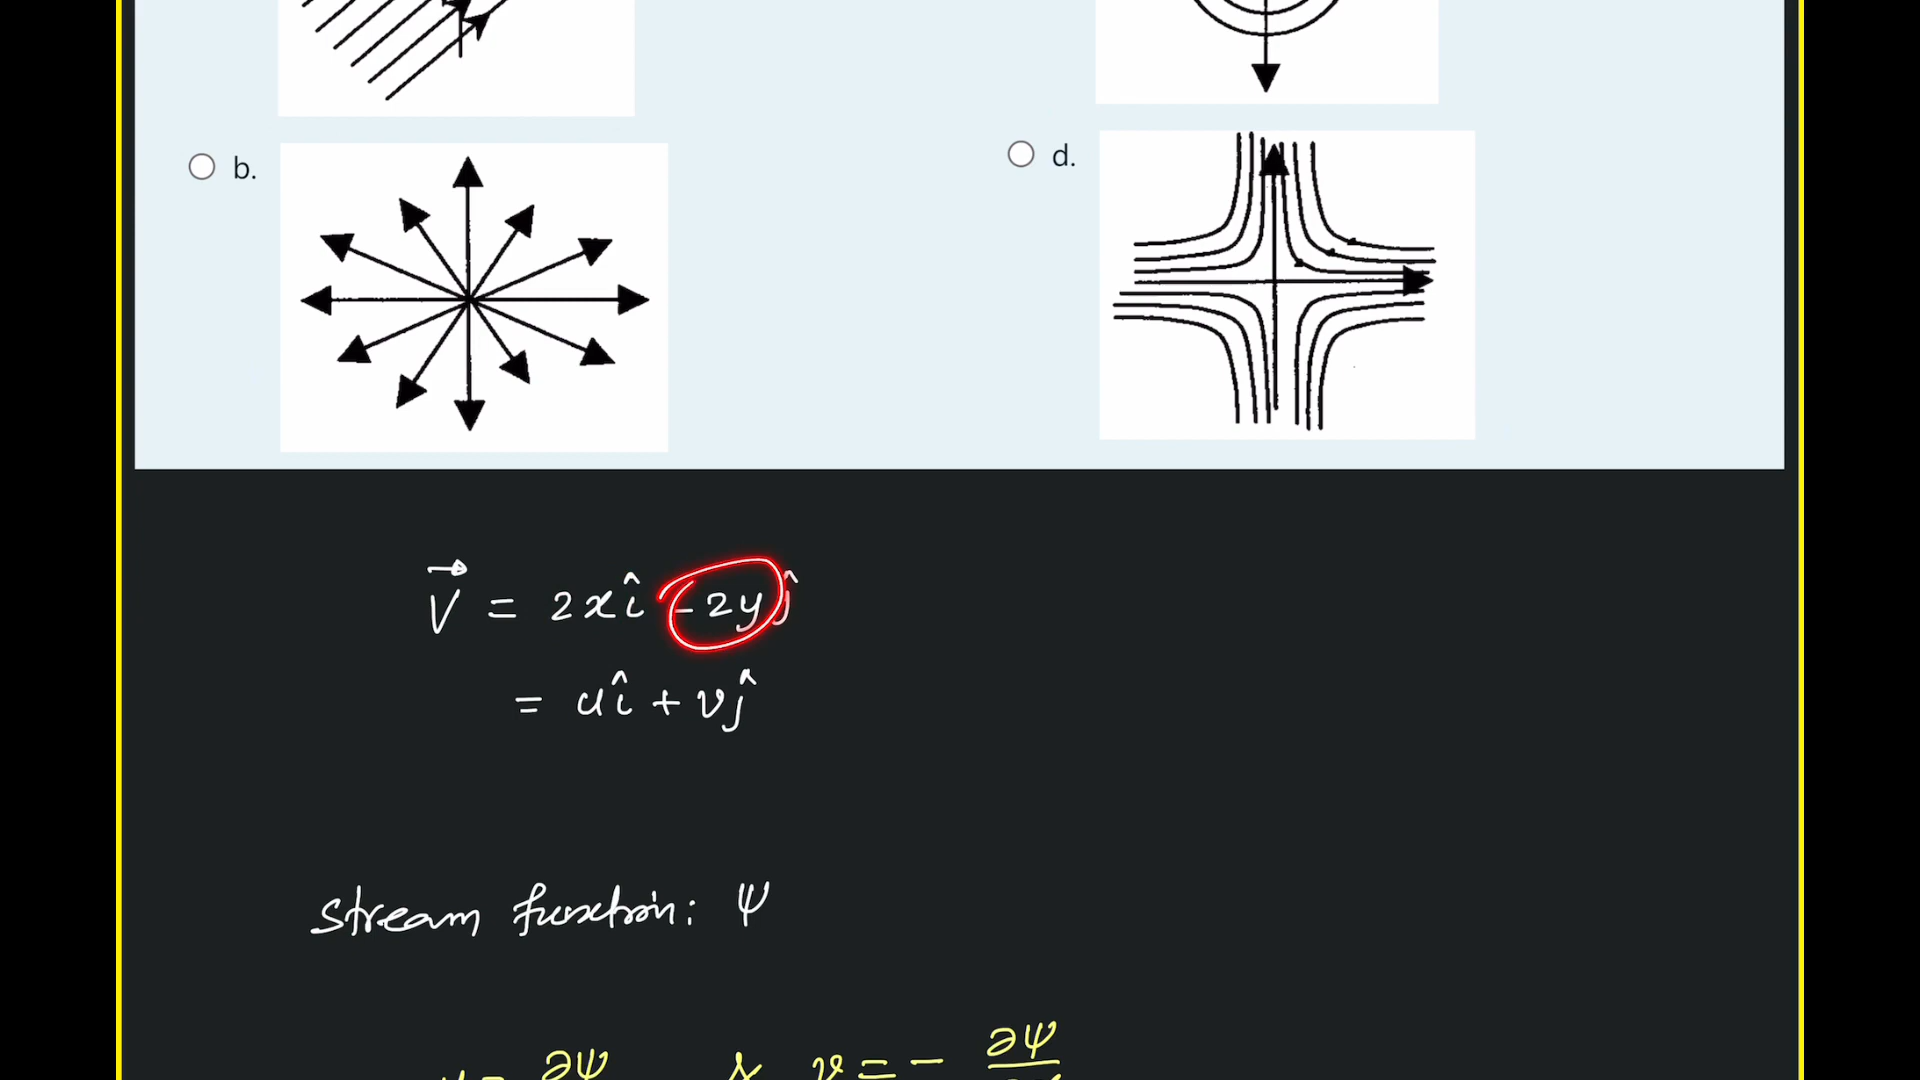 b.
d.
V⃗ = 2xî - 2yĵ
= uî + vĵ
Stream function: ψ
u = ∂ψ & v = - ∂ψ